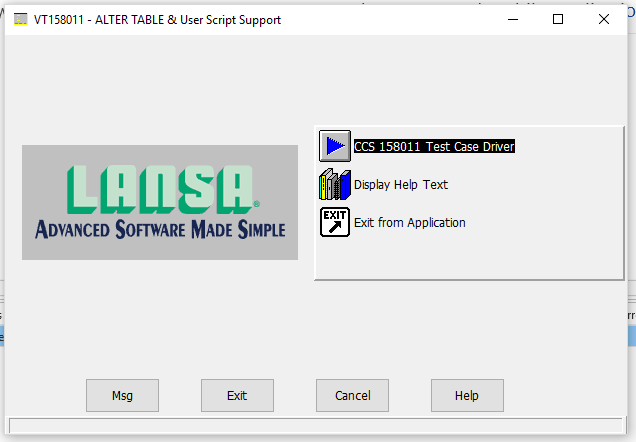 VT158011 - ALTER TABLE & User Script Support
LANSA®
ADVANCED SOFTWARE MADE SIMPLE
CCS 158011 Test Case Driver
Display Help Text
EXIT
Exit from Application
Msg
Exit
Cancel
Help